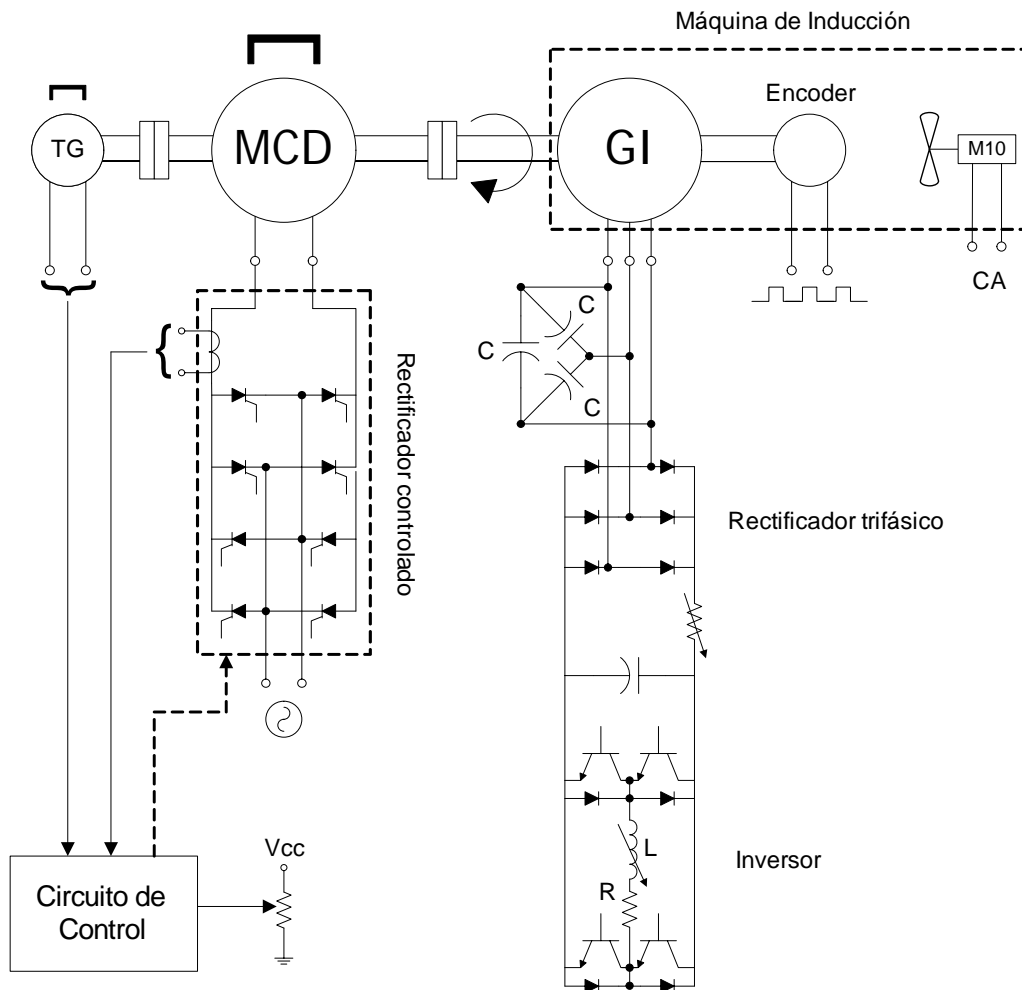 Máquina de Inducción
Encoder
TG
MCD
GI
M10
CA
C
C
C
Rectificador controlado
Rectificador trifásico
Vcc
L
R
Inversor
Circuito de
Control